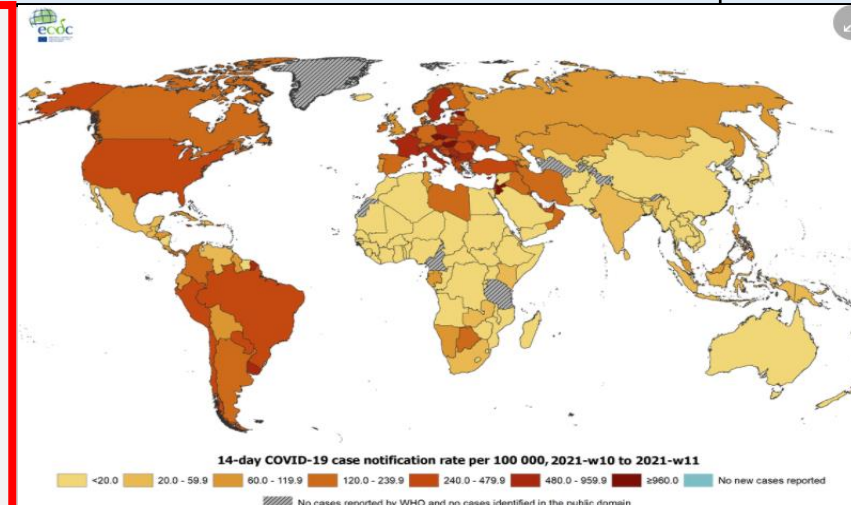 ecdc
14-day COVID-19 case notification rate per 100 000, 2021-w10 to 2021-w11
<20.0 20.0 - 59.9 60.0 - 119.9 120.0 - 239.9 240.0 - 479.9 480.0 - 959.9 ≥960.0 No new cases reported
No cases reported by WHO and no cases identified in the public domain